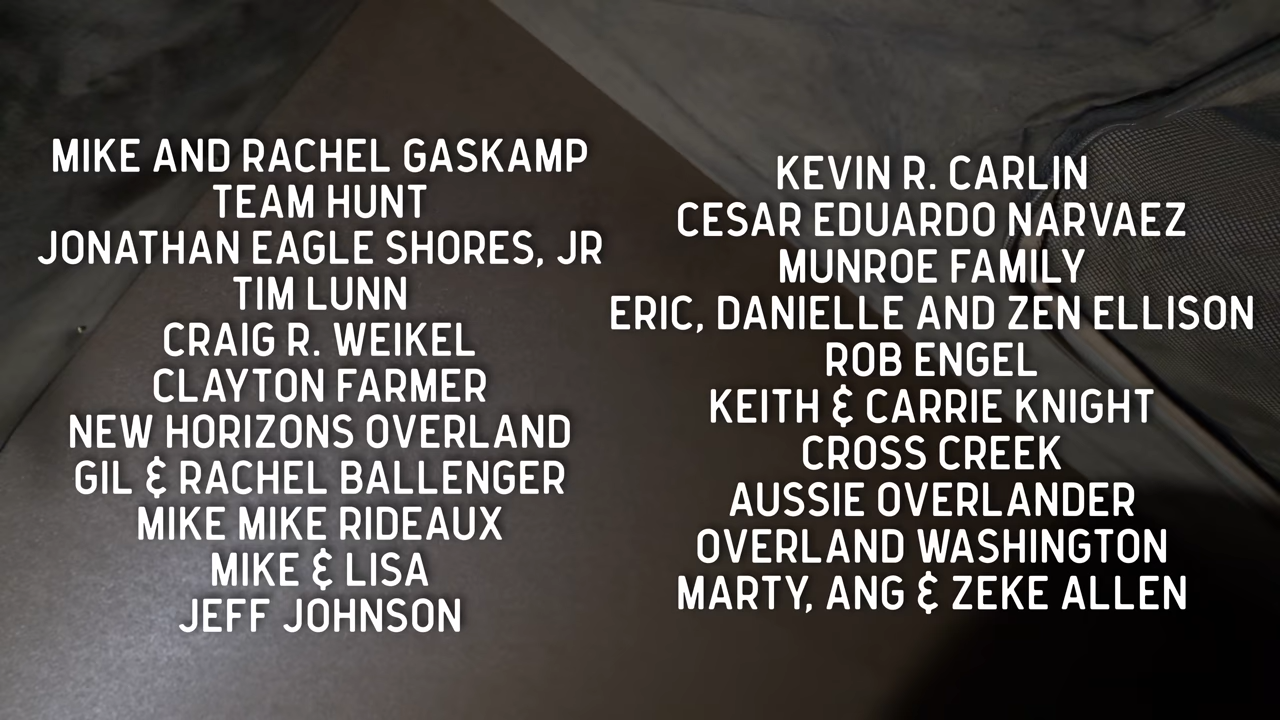 MIKE AND RACHEL GASKAMP
TEAM HUNT
JONATHAN EAGLE SHORES, JR
TIM LUNN
CRAIG R. WEIKEL
CLAYTON FARMER
NEW HORIZONS OVERLAND
GIL & RACHEL BALLENGER
MIKE MIKE RIDEAUX
MIKE & LISA
JEFF JOHNSON
KEVIN R. CARLIN
CESAR EDUARDO NARVAEZ
MUNROE FAMILY
ERIC, DANIELLE AND ZEN ELLISON
ROB ENGEL
KEITH & CARRIE KNIGHT
CROSS CREEK
AUSSIE OVERLANDER
OVERLAND WASHINGTON
MARTY, ANG & ZEKE ALLEN